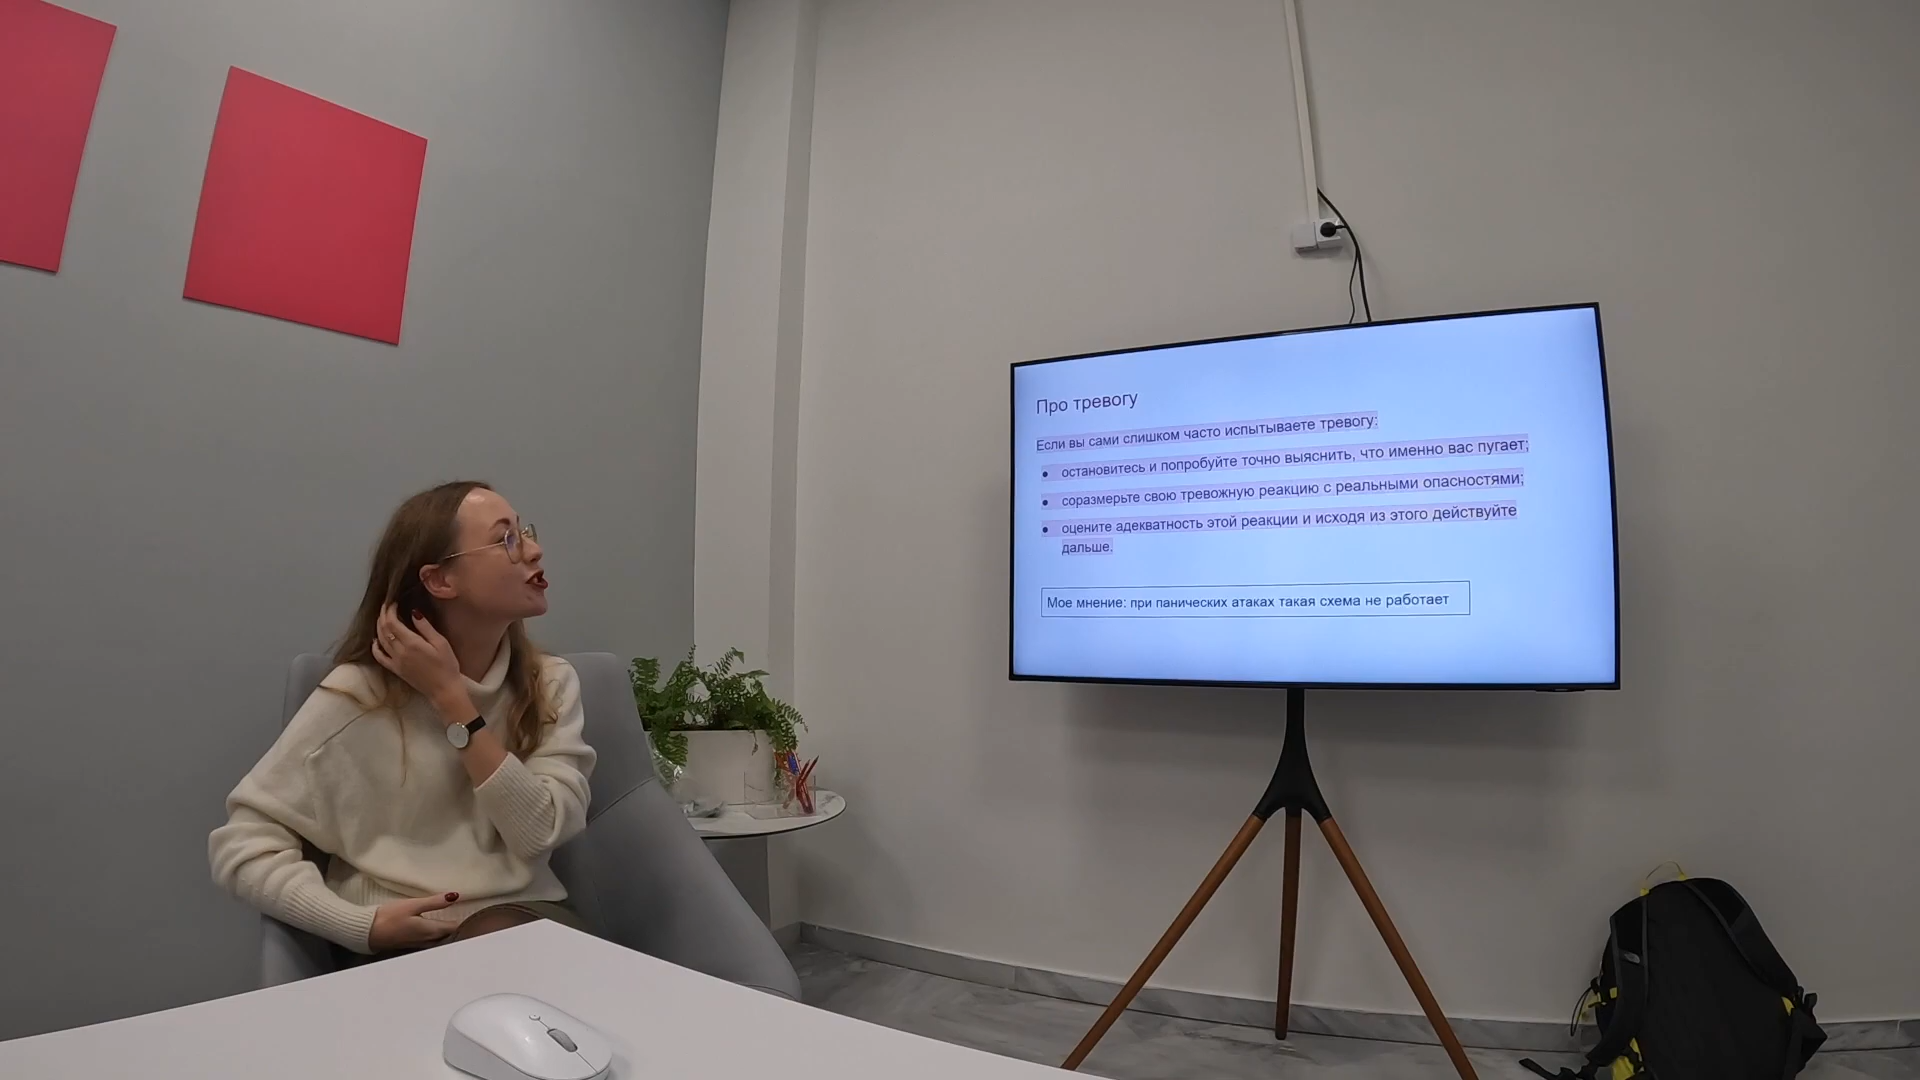 Про тревогу
Если вы сами слишком часто испытываете тревогу:
● остановитесь и попробуйте точно выяснить, что именно вас пугает;
● соразмерьте свою тревожную реакцию с реальными опасностями;
● оцените адекватность этой реакции и исходя из этого действуйте
дальше.
Мое мнение: при панических атаках такая схема не работает